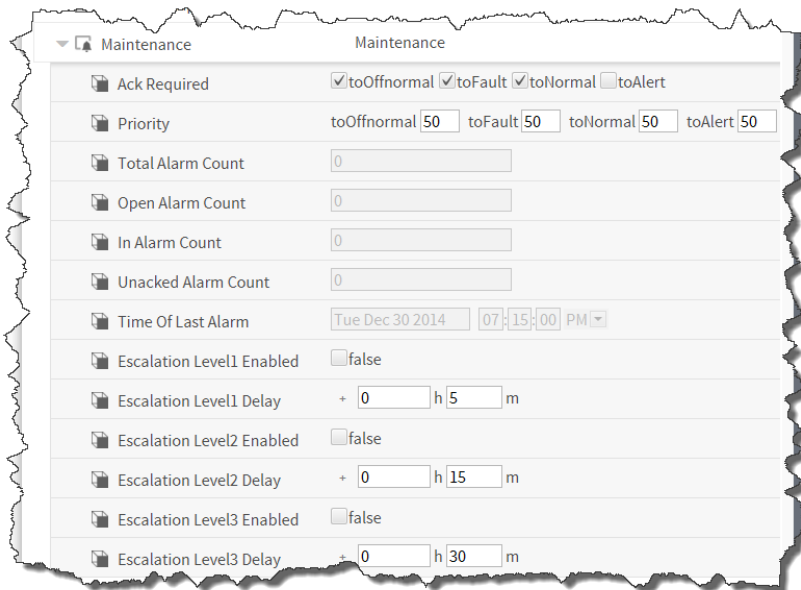 Maintenance Maintenance
Ack Required toOffnormal toFault toNormal toAlert
Priority toOffnormal 50 toFault 50 toNormal 50 toAlert 50
Total Alarm Count 0
Open Alarm Count 0
In Alarm Count 0
Unacked Alarm Count 0
Time Of Last Alarm Tue Dec 30 2014 07:15:00 PM
Escalation Level1 Enabled false
Escalation Level1 Delay + 0 h 5 m
Escalation Level2 Enabled false
Escalation Level2 Delay + 0 h 15 m
Escalation Level3 Enabled false
Escalation Level3 Delay + 0 h 30 m